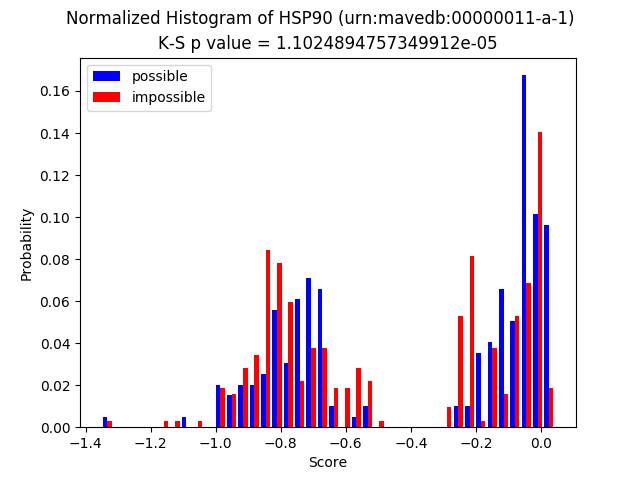 Normalized Histogram of HSP90 (urn:mavedb:00000011-a-1)
K-S p value = 1.1024894757349912e-05
possible
impossible
Probability
0.16
0.14
0.12
0.10
0.08
0.06
0.04
0.02
0.00
−1.4 −1.2 −1.0 −0.8 −0.6 −0.4 −0.2 0.0
Score